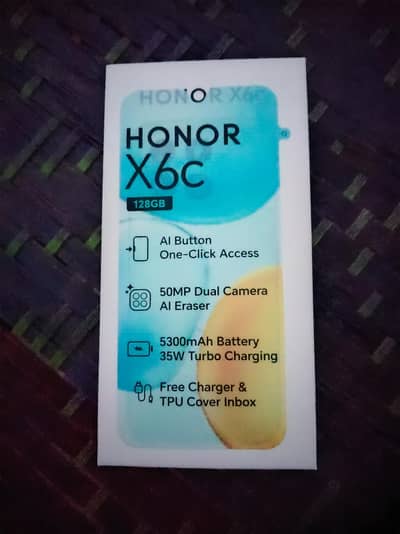 HONOR X6c
HONOR
X6c
128GB
AI Button
One-Click Access
50MP Dual Camera
AI Eraser
5300mAh Battery
35W Turbo Charging
Free Charger &
TPU Cover Inbox